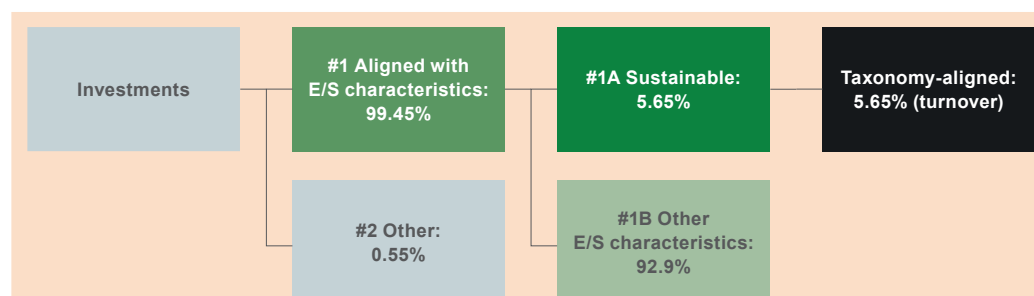 Investments
#1 Aligned with
E/S characteristics:
99.45%
#1A Sustainable:
5.65%
Taxonomy-aligned:
5.65% (turnover)
#2 Other:
0.55%
#1B Other
E/S characteristics:
92.9%